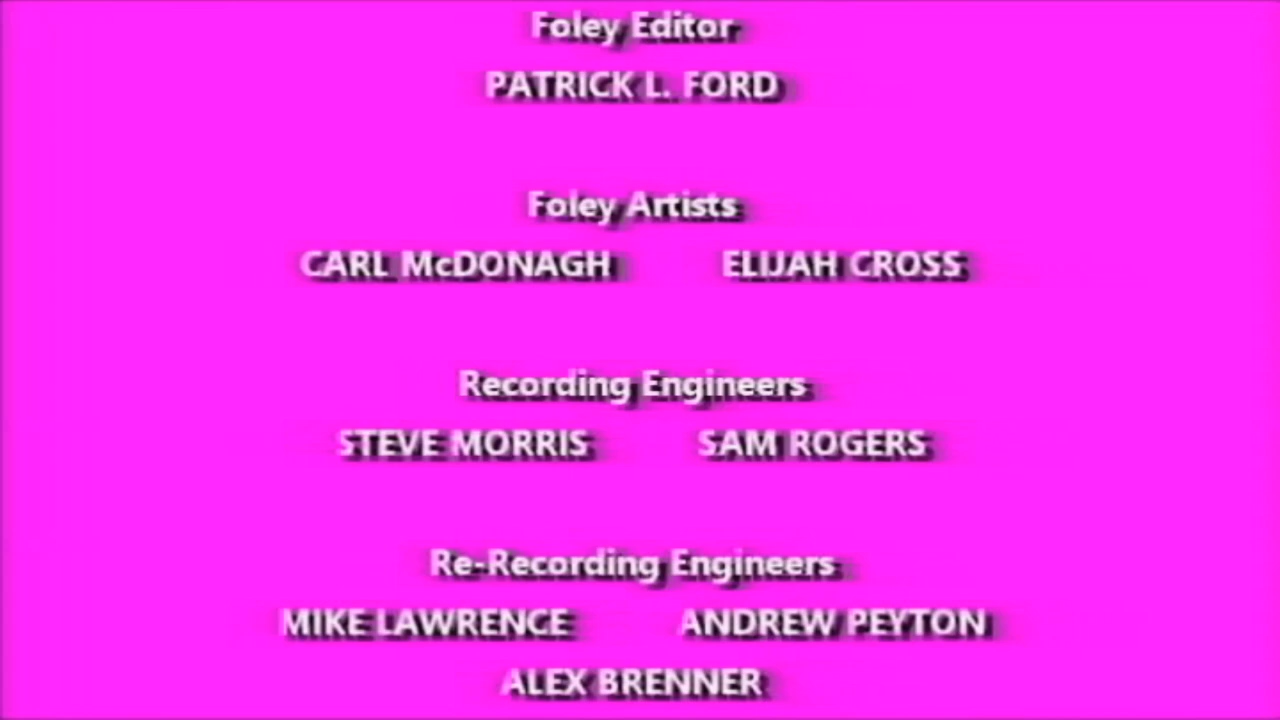 Foley Editor
PATRICK L. FORD
Foley Artists
CARL McDONAGH ELIJAH CROSS
Recording Engineers
STEVE MORRIS SAM ROGERS
Re-Recording Engineers
MIKE LAWRENCE ANDREW PEYTON
ALEX BRENNER